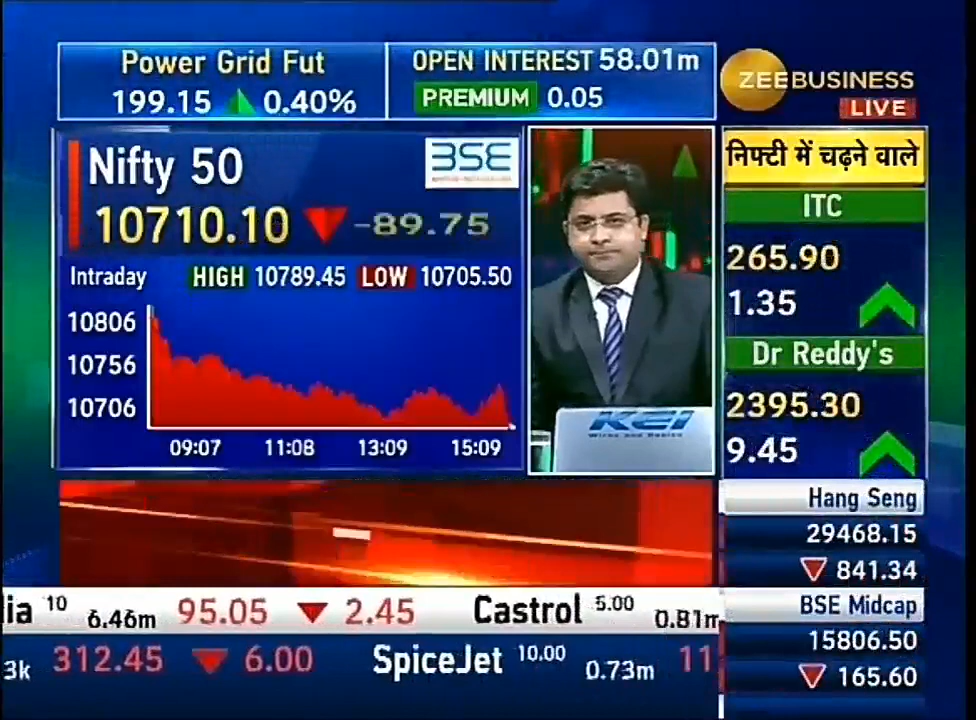 Power Grid Fut
199.15 0.40%
OPEN INTEREST 58.01m
PREMIUM 0.05
ZEEBUSINESS
LIVE
Nifty 50
BSE
10710.10 -89.75
Intraday HIGH 10789.45 LOW 10705.50
10806
10756
10706
09:07 11:08 13:09 15:09
KEI
Wires and Cables
निफ्टी में चढ़ने वाले
ITC
265.90
1.35
Dr Reddy's
2395.30
9.45
Hang Seng
29468.15
841.34
BSE Midcap
15806.50
165.60
ia 10 6.46m 95.05 2.45 Castrol 5.00 0.81m
3k 312.45 6.00 SpiceJet 10.00 0.73m 11